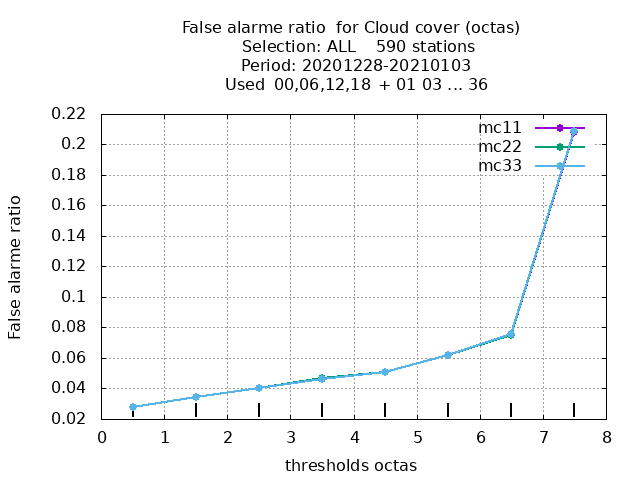 False alarme ratio  for Cloud cover (octas)
Selection: ALL    590 stations
Period: 20201228-20210103
Used  00,06,12,18  + 01 03 ... 36
mc11
mc22
mc33
0.22
0.2
0.18
0.16
0.14
0.12
0.1
0.08
0.06
0.04
0.02
False alarme ratio
0 1 2 3 4 5 6 7 8
thresholds octas